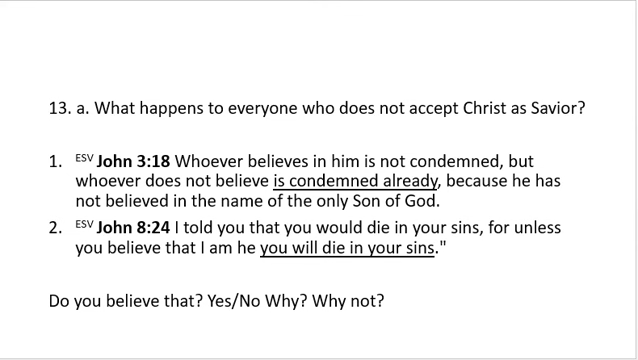 13. a. What happens to everyone who does not accept Christ as Savior?
1. ESV John 3:18 Whoever believes in him is not condemned, but
whoever does not believe is condemned already, because he has
not believed in the name of the only Son of God.
2. ESV John 8:24 I told you that you would die in your sins, for unless
you believe that I am he you will die in your sins."
Do you believe that? Yes/No Why? Why not?